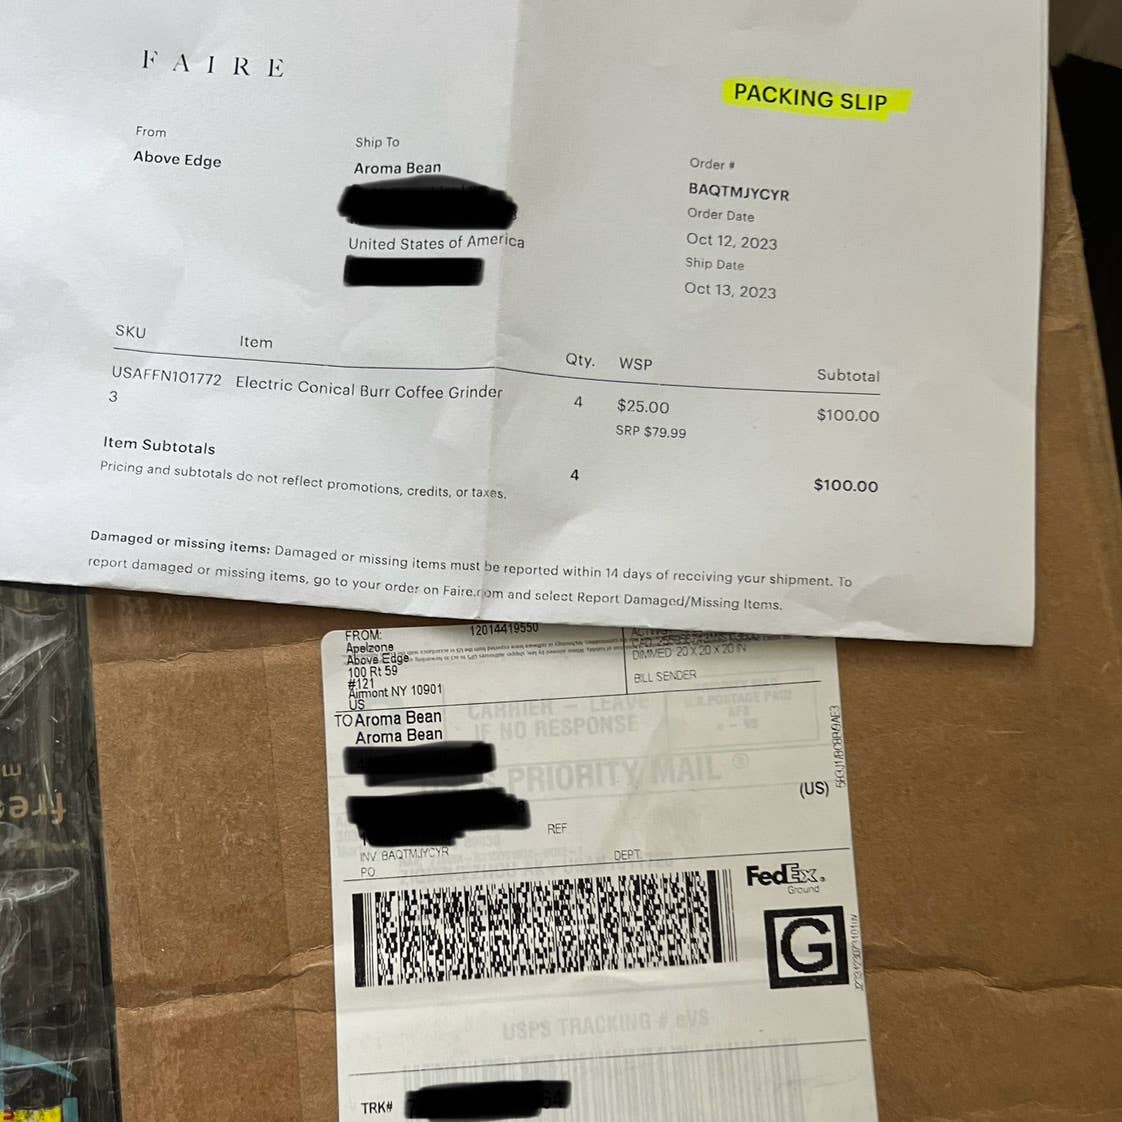 FAIRE
PACKING SLIP
From
Above Edge
Ship To
Aroma Bean
United States of America
Order #
BAQTMJYCYR
Order Date
Oct 12, 2023
Ship Date
Oct 13, 2023
SKU Item Qty. WSP Subtotal
USAFFN101772 Electric Conical Burr Coffee Grinder 4 $25.00 $100.00
3 SRP $79.99
Item Subtotals 4 $100.00
Pricing and subtotals do not reflect promotions, credits, or taxes.
Damaged or missing items: Damaged or missing items must be reported within 14 days of receiving your shipment. To
report damaged or missing items, go to your order on Faire.com and select Report Damaged/Missing Items.
FROM: 12014419550
Apelzone
Above Edge
100 Rt 59
#121
Airmont NY 10901
US
DIMMED 20 X 20 X 20 IN
BILL SENDER
TO Aroma Bean
Aroma Bean
CARRIER - LEAVE
IF NO RESPONSE
U.S. POSTAGE PAID
PRIORITY MAIL®
(US)
REF
INV BAQTMJYCYR DEPT
PO
FedEx
Ground
G
USPS TRACKING # eVS
TRK#
fre